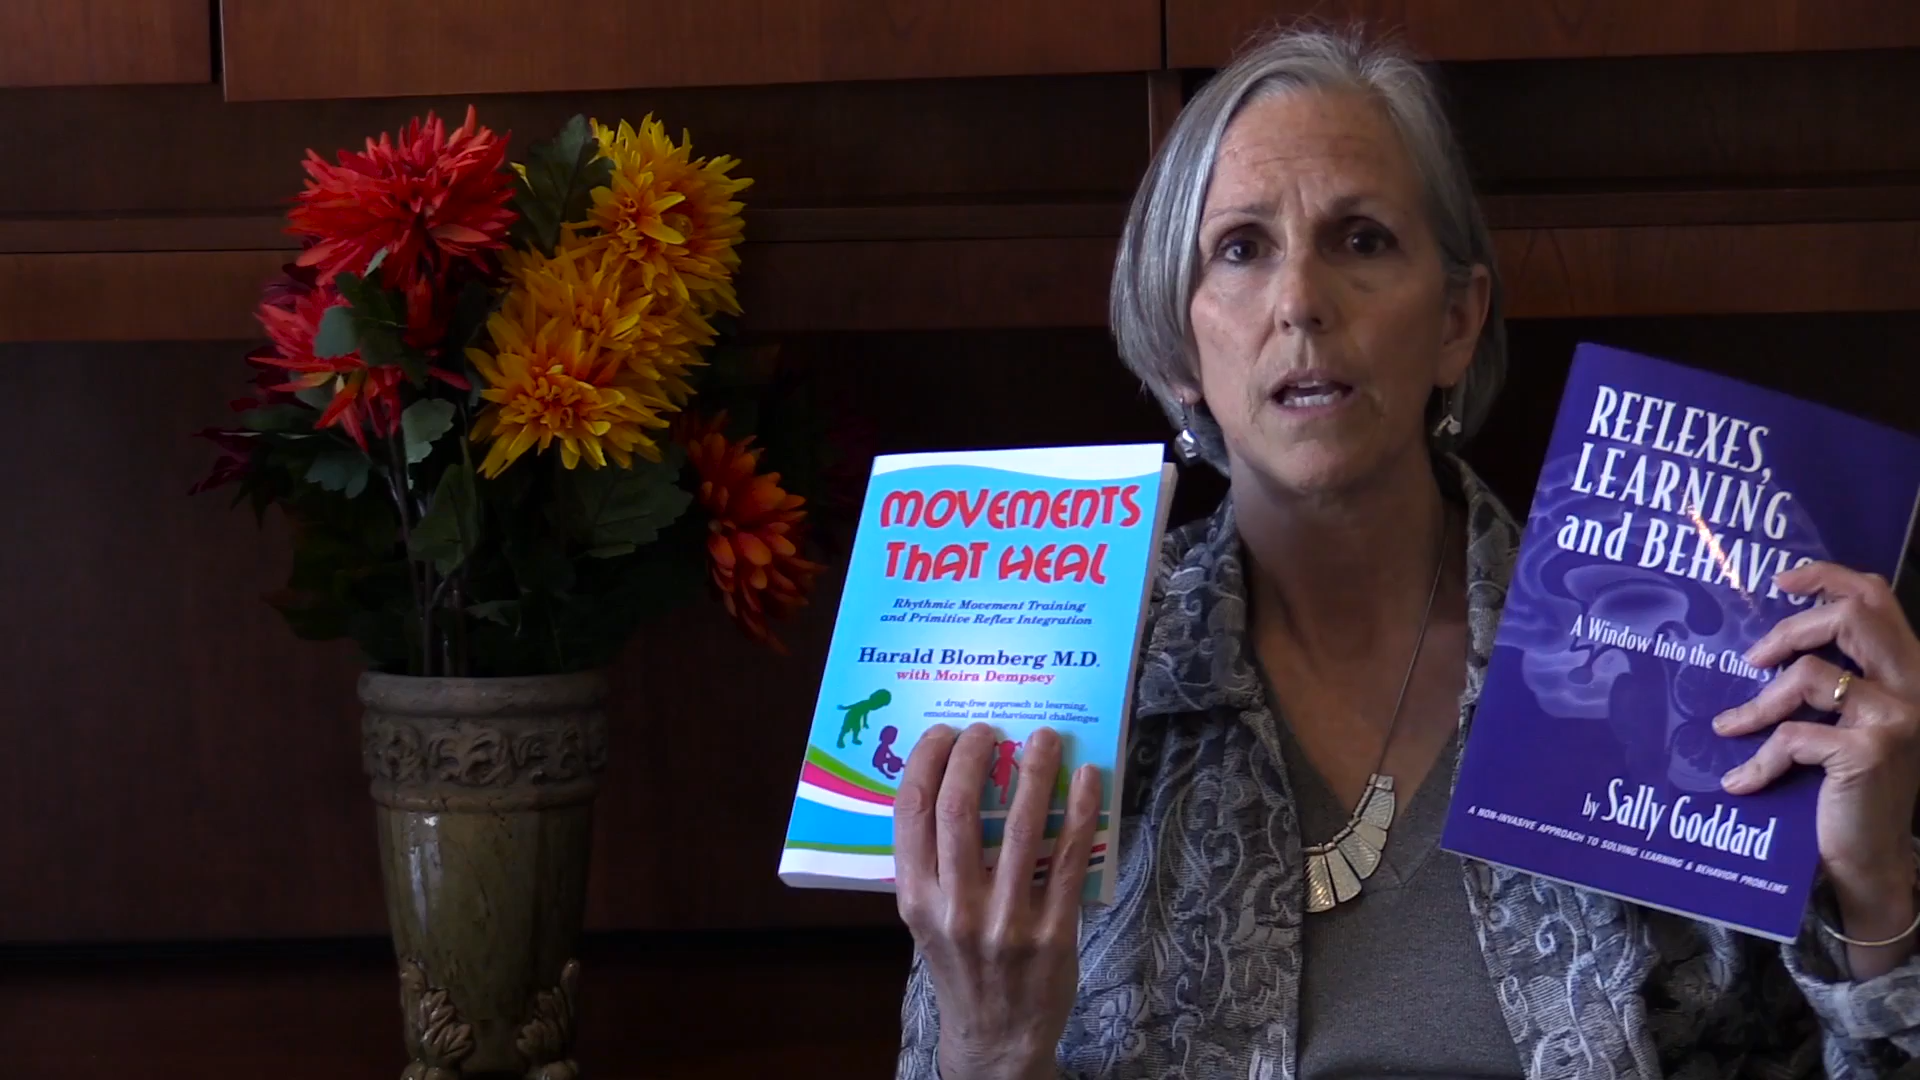 MOVEMENTS
THAT HEAL
Rhythmic Movement Training
and Primitive Reflex Integration
Harald Blomberg M.D.
with Moira Dempsey
a drug-free approach to learning,
emotional and behavioural challenges
REFLEXES,
LEARNING
and BEHAVIO
A Window Into the Child's
by Sally Goddard
A NON-INVASIVE APPROACH TO SOLVING LEARNING & BEHAVIOR PROBLEMS